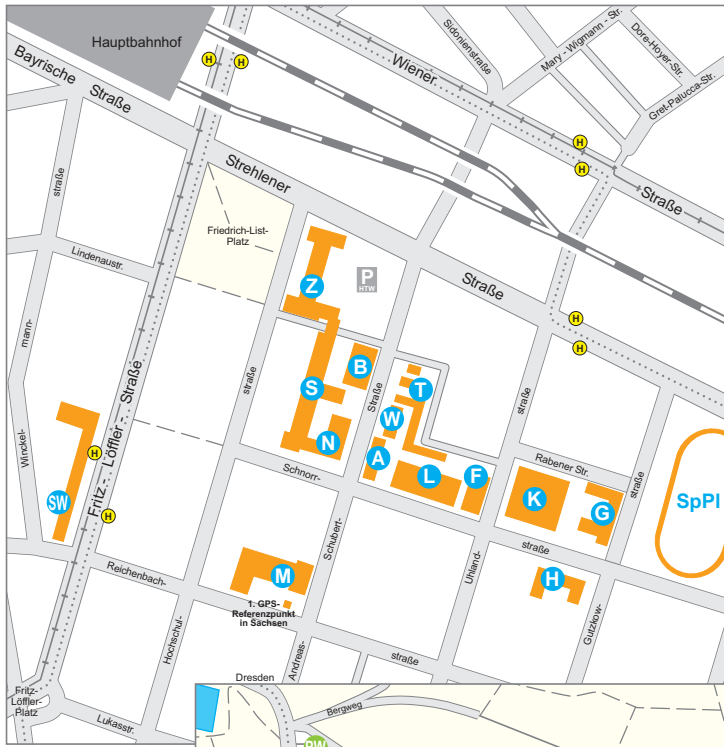 Hauptbahnhof
H
H
Bayrische
Straße
Wiener
Straße
Sidonienstraße
Mary - Wigmann - Str.
Dore-Hoyer-Str.
Gret-Palucca-Str.
H
H
Strehlener
Straße
straße
Friedrich-List-
Platz
Lindenaustr.
P
HTW
Z
H
H
mann-
Fritz - Löffler - Straße
straße
S
B
Straße
T
W
straße
Winckel-
H
SW
H
N
A
L
F
Schnorr-
Rabener Str.
straße
K
G
SpPl
Schubert-
Uhland-
straße
Reichenbach-
M
H
1. GPS-
Referenzpunkt
in Sachsen
Hochschul-
Andreas-
straße
Gutzkow-
Fritz-
Löffler-
Platz
Lukasstr.
Dresden
Bergweg
PW